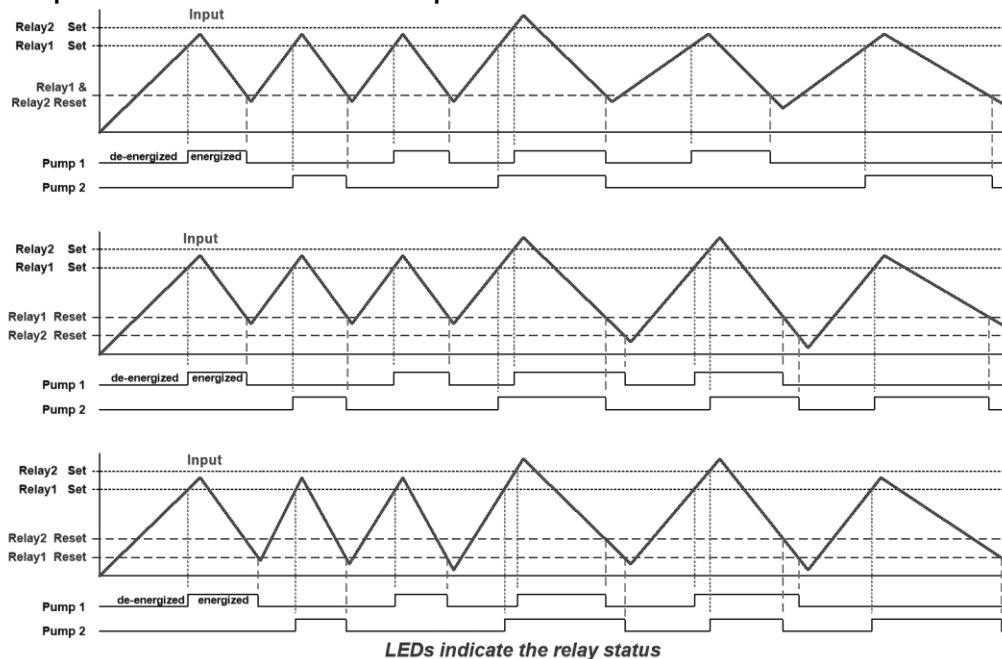 Input
Relay2 Set
Relay1 Set
Relay1 &
Relay2 Reset
de-energized energized
Pump 1
Pump 2
Input
Relay2 Set
Relay1 Set
Relay1 Reset
Relay2 Reset
de-energized energized
Pump 1
Pump 2
Input
Relay2 Set
Relay1 Set
Relay2 Reset
Relay1 Reset
de-energized energized
Pump 1
Pump 2
LEDs indicate the relay status